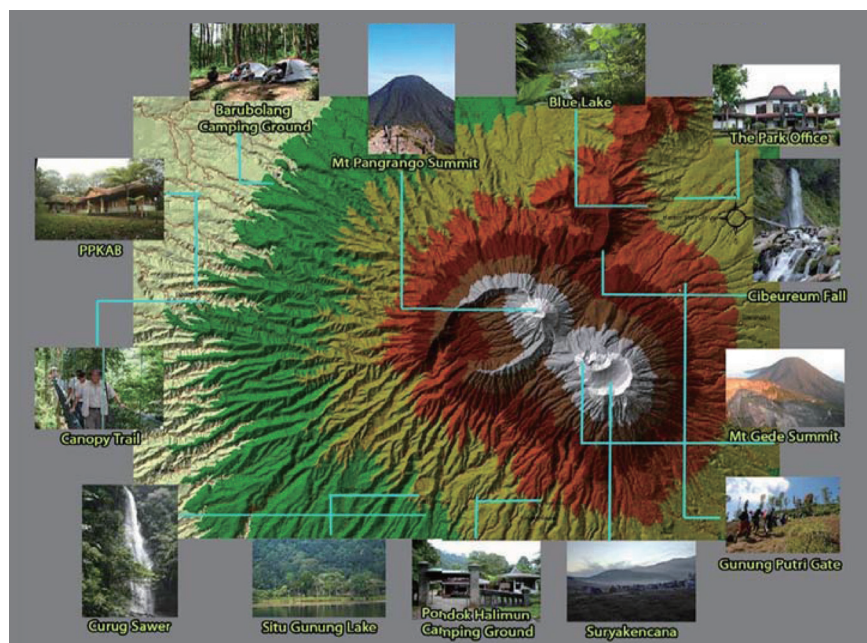 Barubolang
Camping Ground
Mt Pangrango Summit
Blue Lake
The Park Office
PPKAB
Cibeureum Fall
Canopy Trail
Mt Gede Summit
Curug Sawer
Situ Gunung Lake
Pondok Halimun
Camping Ground
Suryakencana
Gunung Putri Gate